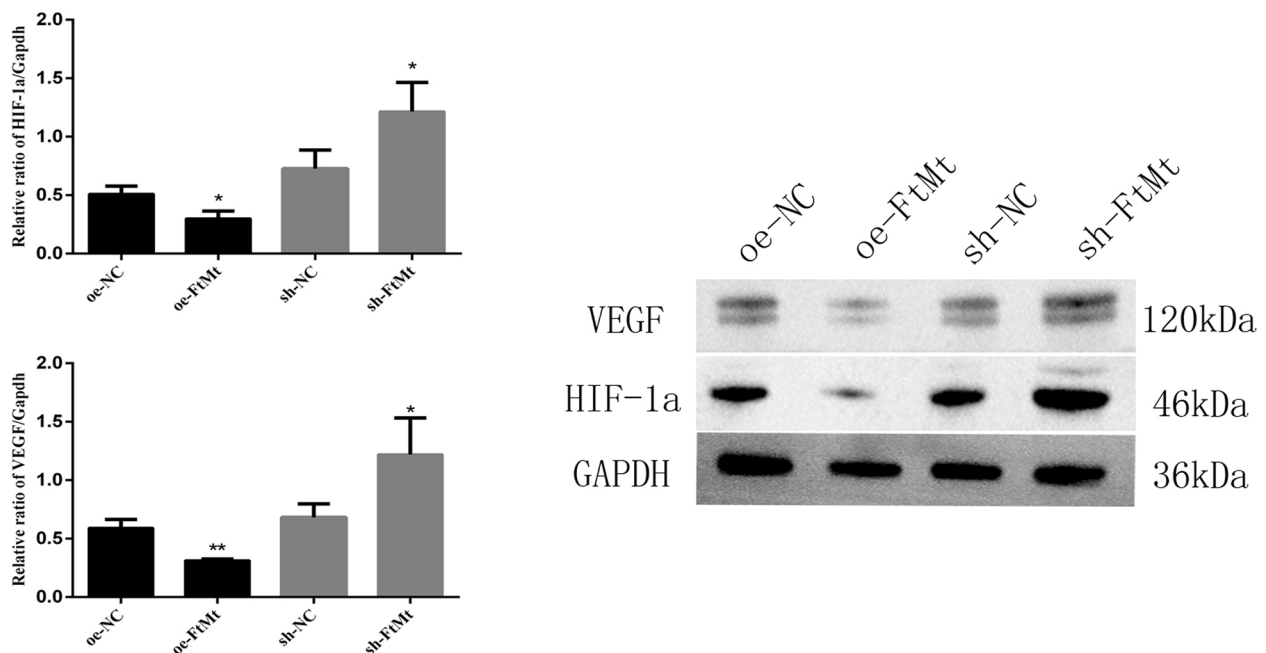 Relative ratio of HIF-1a/Gapdh
2.0
1.5
*
1.0
0.5
*
0.0
oe-NC
oe-FtMt
sh-NC
sh-FtMt
Relative ratio of VEGF/Gapdh
2.0
1.5
*
1.0
0.5
**
0.0
oe-NC
oe-FtMt
sh-NC
sh-FtMt
oe-NC
oe-FtMt
sh-NC
sh-FtMt
VEGF
120kDa
HIF-1a
46kDa
GAPDH
36kDa